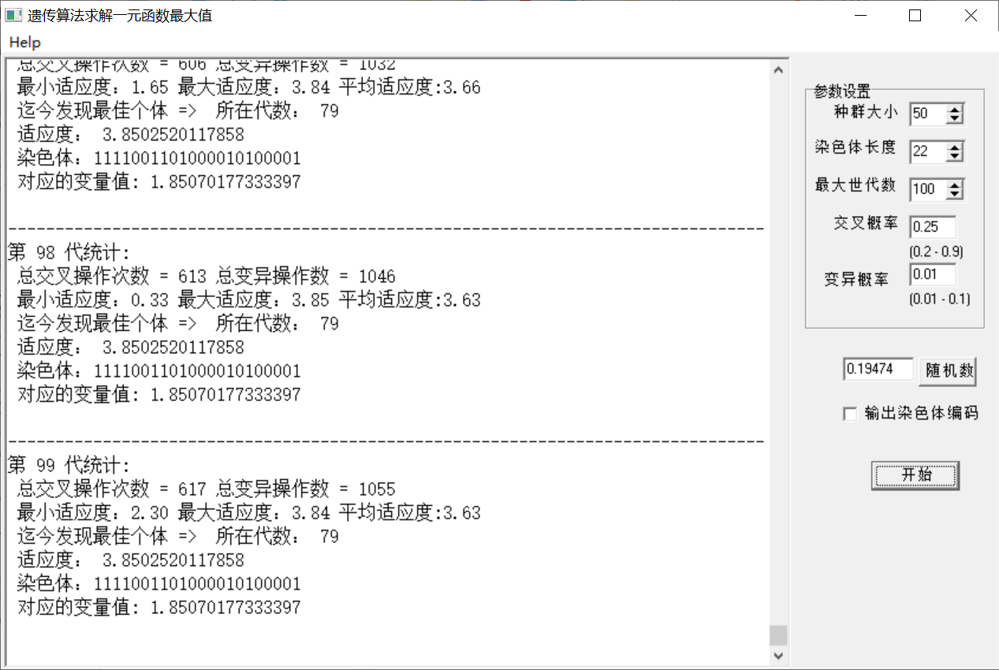 遗传算法求解一元函数最大值
Help
总交叉操作次数 = 606 总变异操作数 = 1032
最小适应度：1.65 最大适应度：3.84 平均适应度:3.66
迄今发现最佳个体 => 所在代数： 79
适应度： 3.8502520117858
染色体：1111001101000010100001
对应的变量值: 1.85070177333397
--------------------------------------------------------------------------------
第 98 代统计:
总交叉操作次数 = 613 总变异操作数 = 1046
最小适应度：0.33 最大适应度：3.85 平均适应度:3.63
迄今发现最佳个体 => 所在代数： 79
适应度： 3.8502520117858
染色体：1111001101000010100001
对应的变量值: 1.85070177333397
--------------------------------------------------------------------------------
第 99 代统计:
总交叉操作次数 = 617 总变异操作数 = 1055
最小适应度：2.30 最大适应度：3.84 平均适应度:3.63
迄今发现最佳个体 => 所在代数： 79
适应度： 3.8502520117858
染色体：1111001101000010100001
对应的变量值: 1.85070177333397
参数设置
种群大小 50
染色体长度 22
最大世代数 100
交叉概率 0.25
(0.2 - 0.9)
变异概率 0.01
(0.01 - 0.1)
0.19474 随机数
输出染色体编码
开始